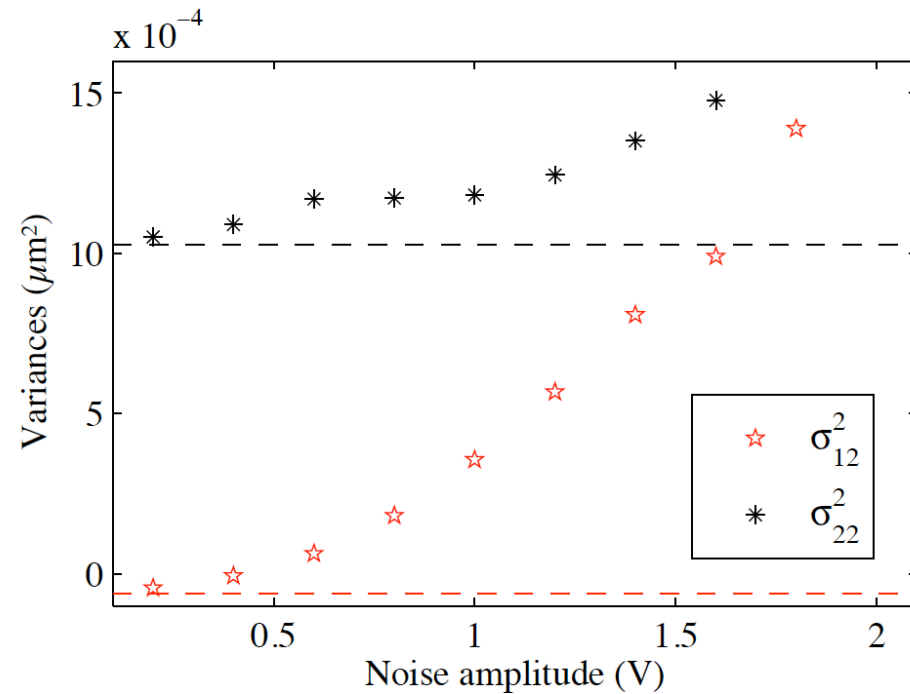 x 10⁻⁴
15
10
5
0
0.5 1 1.5 2
Variances (μm²)
Noise amplitude (V)
σ²₁₂
σ²₂₂